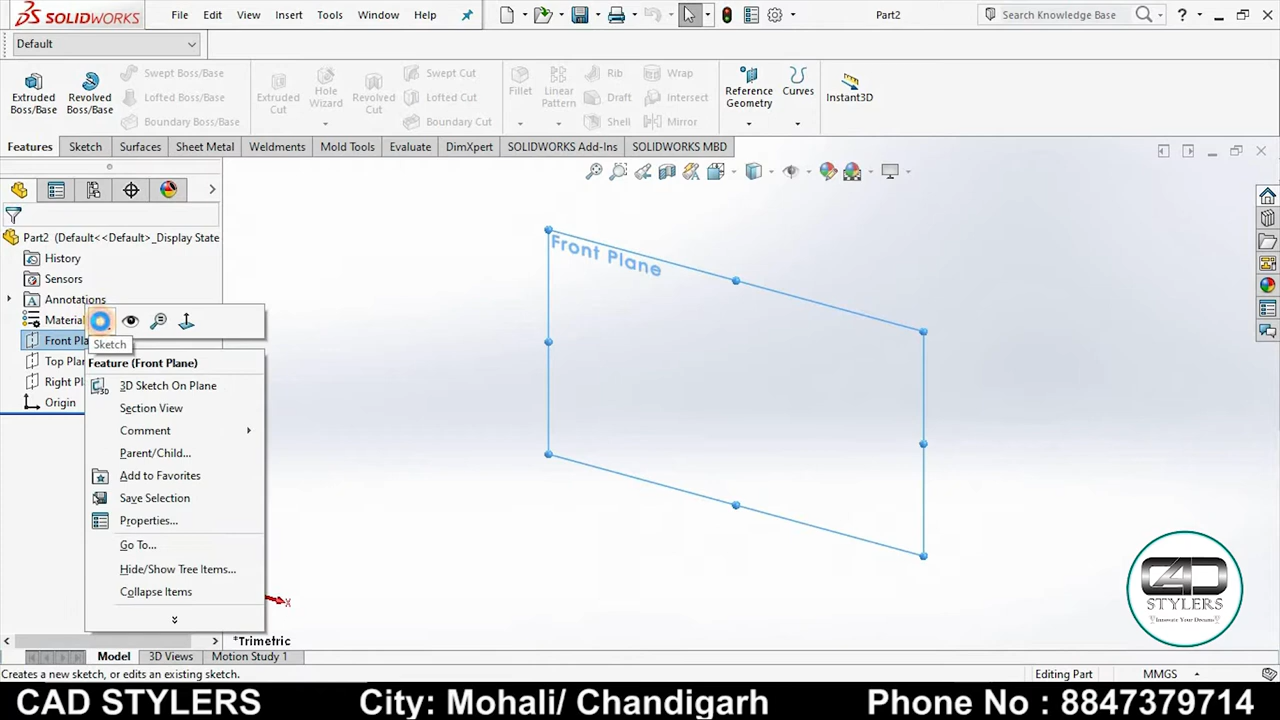 SOLIDWORKS
File
Edit
View
Insert
Tools
Window
Help
Part2
Search Knowledge Base
?
Default
Extruded Boss/Base
Revolved Boss/Base
Swept Boss/Base
Lofted Boss/Base
Boundary Boss/Base
Extruded Cut
Hole Wizard
Revolved Cut
Swept Cut
Lofted Cut
Boundary Cut
Fillet
Linear Pattern
Rib
Draft
Shell
Wrap
Intersect
Mirror
Reference Geometry
Curves
Instant3D
Features
Sketch
Surfaces
Sheet Metal
Weldments
Mold Tools
Evaluate
DimXpert
SOLIDWORKS Add-Ins
SOLIDWORKS MBD
Part2 (Default<<Default>_Display State
History
Sensors
Annotations
Material
Front Pla
Top Plan
Right Pl
Origin
Sketch
Feature (Front Plane)
3D Sketch On Plane
Section View
Comment
Parent/Child...
Add to Favorites
Save Selection
Properties...
Go To...
Hide/Show Tree Items...
Collapse Items
Front Plane
X
*Trimetric
CAD
STYLERS
Innovate Your Dreams
Model
3D Views
Motion Study 1
Creates a new sketch, or edits an existing sketch.
Editing Part
MMGS
CAD STYLERS
City: Mohali/ Chandigarh
Phone No : 8847379714